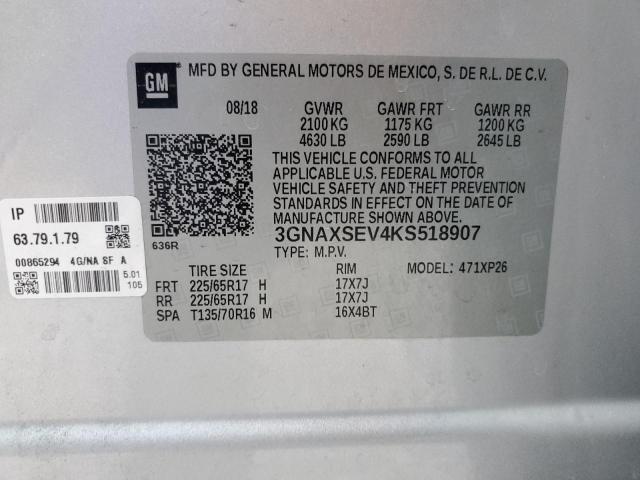 GM
MFD BY GENERAL MOTORS DE MEXICO, S. DE R.L. DE C.V.
08/18 GVWR GAWR FRT GAWR RR
2100 KG 1175 KG 1200 KG
4630 LB 2590 LB 2645 LB
THIS VEHICLE CONFORMS TO ALL
APPLICABLE U.S. FEDERAL MOTOR
VEHICLE SAFETY AND THEFT PREVENTION
STANDARDS IN EFFECT ON THE DATE OF
MANUFACTURE SHOWN ABOVE.
636R 3GNAXSEV4KS518907
TYPE: M.P.V.
TIRE SIZE RIM MODEL: 471XP26
FRT 225/65R17 H 17X7J
RR 225/65R17 H 17X7J
SPA T135/70R16 M 16X4BT
IP
63.79.1.79
00865294 4G/NA SF A
5.01
105